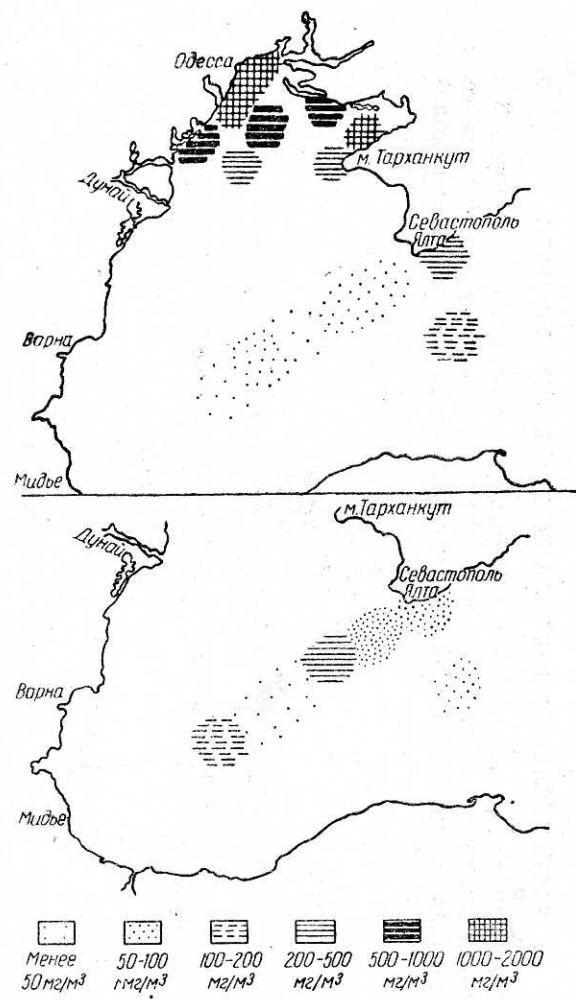 Одесса
м. Тарханкут
Дунай
Севастополь
Ялта
Варна
Мидье
м.Тарханкут
Дунай
Севастополь
Ялта
Варна
Мидье
Менее 50-100 100-200 200-500 500-1000 1000-2000
50 мг/м³ мг/м³ мг/м³ мг/м³ мг/м³ мг/м³